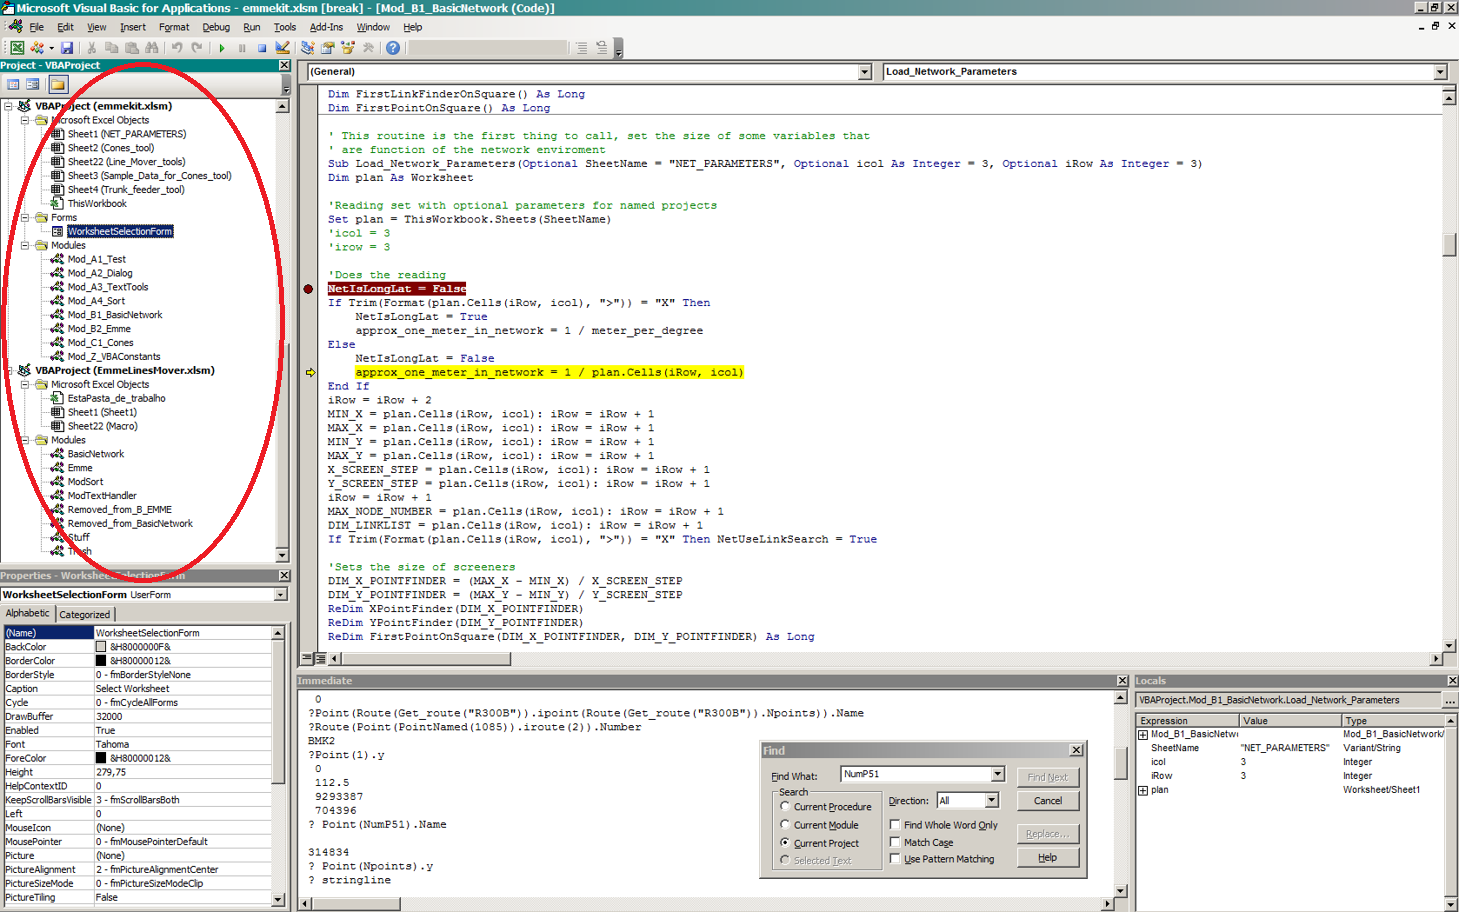 Microsoft Visual Basic for Applications - emmekit.xlsm [break] - [Mod_B1_BasicNetwork (Code)]
File Edit View Insert Format Debug Run Tools Add-Ins Window Help
Project - VBAProject
VBAProject (emmekit.xlsm)
Microsoft Excel Objects
Sheet1 (NET_PARAMETERS)
Sheet2 (Cones_tool)
Sheet22 (Line_Mover_tools)
Sheet3 (Sample_Data_for_Cones_tool)
Sheet4 (Trunk_feeder_tool)
ThisWorkbook
Forms
WorksheetSelectionForm
Modules
Mod_A1_Test
Mod_A2_Dialog
Mod_A3_TextTools
Mod_A4_Sort
Mod_B1_BasicNetwork
Mod_B2_Emme
Mod_C1_Cones
Mod_Z_VBAConstants
VBAProject (EmmeLinesMover.xlsm)
Microsoft Excel Objects
EstaPasta_de_trabalho
Sheet1 (Sheet1)
Sheet22 (Macro)
Modules
BasicNetwork
Emme
ModSort
ModTextHandler
Removed_from_B_EMME
Removed_from_BasicNetwork
Stuff
Trash
Properties - WorksheetSelectionForm
WorksheetSelectionForm UserForm
Alphabetic Categorized
(Name) WorksheetSelectionForm
BackColor &H8000000F&
BorderColor &H80000012&
BorderStyle 0 - fmBorderStyleNone
Caption Select Worksheet
Cycle 0 - fmCycleAllForms
DrawBuffer 32000
Enabled True
Font Tahoma
ForeColor &H80000012&
Height 279,75
HelpContextID 0
KeepScrollBarsVisible 3 - fmScrollBarsBoth
Left 0
MouseIcon (None)
MousePointer 0 - fmMousePointerDefault
Picture (None)
PictureAlignment 2 - fmPictureAlignmentCenter
PictureSizeMode 0 - fmPictureSizeModeClip
PictureTiling False
(General) Load_Network_Parameters
Dim FirstLinkFinderOnSquare() As Long
Dim FirstPointOnSquare() As Long
' This routine is the first thing to call, set the size of some variables that
' are function of the network enviroment
Sub Load_Network_Parameters(Optional SheetName = "NET_PARAMETERS", Optional icol As Integer = 3, Optional iRow As Integer = 3)
Dim plan As Worksheet
'Reading set with optional parameters for named projects
Set plan = ThisWorkbook.Sheets(SheetName)
'icol = 3
'irow = 3
'Does the reading
NetIsLongLat = False
If Trim(Format(plan.Cells(iRow, icol), ">")) = "X" Then
NetIsLongLat = True
approx_one_meter_in_network = 1 / meter_per_degree
Else
NetIsLongLat = False
approx_one_meter_in_network = 1 / plan.Cells(iRow, icol)
End If
iRow = iRow + 2
MIN_X = plan.Cells(iRow, icol): iRow = iRow + 1
MAX_X = plan.Cells(iRow, icol): iRow = iRow + 1
MIN_Y = plan.Cells(iRow, icol): iRow = iRow + 1
MAX_Y = plan.Cells(iRow, icol): iRow = iRow + 1
X_SCREEN_STEP = plan.Cells(iRow, icol): iRow = iRow + 1
Y_SCREEN_STEP = plan.Cells(iRow, icol): iRow = iRow + 1
iRow = iRow + 1
MAX_NODE_NUMBER = plan.Cells(iRow, icol): iRow = iRow + 1
DIM_LINKLIST = plan.Cells(iRow, icol): iRow = iRow + 1
If Trim(Format(plan.Cells(iRow, icol), ">")) = "X" Then NetUseLinkSearch = True
'Sets the size of screeners
DIM_X_POINTFINDER = (MAX_X - MIN_X) / X_SCREEN_STEP
DIM_Y_POINTFINDER = (MAX_Y - MIN_Y) / Y_SCREEN_STEP
ReDim XPointFinder(DIM_X_POINTFINDER)
ReDim YPointFinder(DIM_Y_POINTFINDER)
ReDim FirstPointOnSquare(DIM_X_POINTFINDER, DIM_Y_POINTFINDER) As Long
Immediate
0
?Point(Route(Get_route("R300B")).ipoint(Route(Get_route("R300B")).Npoints)).Name
?Route(Point(PointNamed(1085)).iroute(2)).Number
BMK2
?Point(1).y
0
112.5
9293387
704396
? Point(NumP51).Name
314834
? Point(Npoints).y
? stringline
Find
Find What: NumP51 Find Next
Search
Current Procedure
Current Module
Current Project
Selected Text
Direction: All
Find Whole Word Only
Match Case
Use Pattern Matching
Cancel
Replace...
Help
Locals
VBAProject.Mod_B1_BasicNetwork.Load_Network_Parameters ...
Expression Value Type
Mod_B1_BasicNetwo Mod_B1_BasicNetwork/
SheetName "NET_PARAMETERS" Variant/String
icol 3 Integer
iRow 3 Integer
plan Worksheet/Sheet1